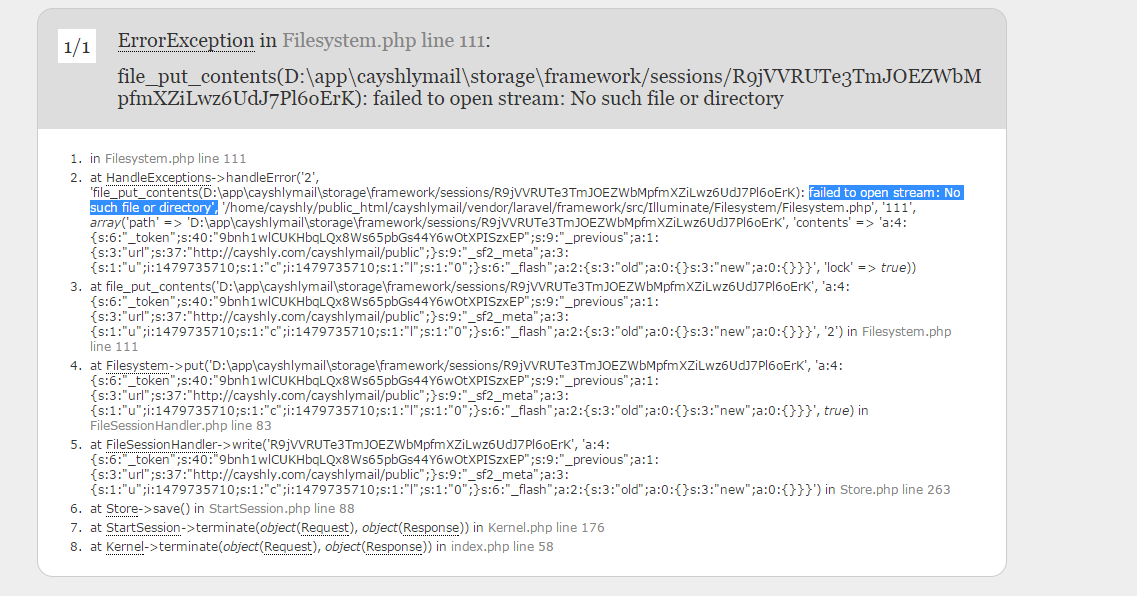 1/1
ErrorException in Filesystem.php line 111:
file_put_contents(D:\app\cayshlymail\storage\framework/sessions/R9jVVRUTe3TmJOEZWbM
pfmXZiLwz6UdJ7Pl6oErK): failed to open stream: No such file or directory
1. in Filesystem.php line 111
2. at HandleExceptions->handleError('2',
'file_put_contents(D:\app\cayshlymail\storage\framework/sessions/R9jVVRUTe3TmJOEZWbMpfmXZiLwz6UdJ7Pl6oErK): failed to open stream: No
such file or directory', '/home/cayshly/public_html/cayshlymail/vendor/laravel/framework/src/Illuminate/Filesystem/Filesystem.php', '111',
array('path' => 'D:\app\cayshlymail\storage\framework/sessions/R9jVVRUTe3TmJOEZWbMpfmXZiLwz6UdJ7Pl6oErK', 'contents' => 'a:4:
{s:6:"_token";s:40:"9bnh1wlCUKHbqLQx8Ws65pbGs44Y6wOtXPISzxEP";s:9:"_previous";a:1:
{s:3:"url";s:37:"http://cayshly.com/cayshlymail/public";}s:9:"_sf2_meta";a:3:
{s:1:"u";i:1479735710;s:1:"c";i:1479735710;s:1:"l";s:1:"0";}s:6:"_flash";a:2:{s:3:"old";a:0:{}s:3:"new";a:0:{}}}', 'lock' => true))
3. at file_put_contents('D:\app\cayshlymail\storage\framework/sessions/R9jVVRUTe3TmJOEZWbMpfmXZiLwz6UdJ7Pl6oErK', 'a:4:
{s:6:"_token";s:40:"9bnh1wlCUKHbqLQx8Ws65pbGs44Y6wOtXPISzxEP";s:9:"_previous";a:1:
{s:3:"url";s:37:"http://cayshly.com/cayshlymail/public";}s:9:"_sf2_meta";a:3:
{s:1:"u";i:1479735710;s:1:"c";i:1479735710;s:1:"l";s:1:"0";}s:6:"_flash";a:2:{s:3:"old";a:0:{}s:3:"new";a:0:{}}}', '2') in Filesystem.php
line 111
4. at Filesystem->put('D:\app\cayshlymail\storage\framework/sessions/R9jVVRUTe3TmJOEZWbMpfmXZiLwz6UdJ7Pl6oErK', 'a:4:
{s:6:"_token";s:40:"9bnh1wlCUKHbqLQx8Ws65pbGs44Y6wOtXPISzxEP";s:9:"_previous";a:1:
{s:3:"url";s:37:"http://cayshly.com/cayshlymail/public";}s:9:"_sf2_meta";a:3:
{s:1:"u";i:1479735710;s:1:"c";i:1479735710;s:1:"l";s:1:"0";}s:6:"_flash";a:2:{s:3:"old";a:0:{}s:3:"new";a:0:{}}}', true) in
FileSessionHandler.php line 83
5. at FileSessionHandler->write('R9jVVRUTe3TmJOEZWbMpfmXZiLwz6UdJ7Pl6oErK', 'a:4:
{s:6:"_token";s:40:"9bnh1wlCUKHbqLQx8Ws65pbGs44Y6wOtXPISzxEP";s:9:"_previous";a:1:
{s:3:"url";s:37:"http://cayshly.com/cayshlymail/public";}s:9:"_sf2_meta";a:3:
{s:1:"u";i:1479735710;s:1:"c";i:1479735710;s:1:"l";s:1:"0";}s:6:"_flash";a:2:{s:3:"old";a:0:{}s:3:"new";a:0:{}}}') in Store.php line 263
6. at Store->save() in StartSession.php line 88
7. at StartSession->terminate(object(Request), object(Response)) in Kernel.php line 176
8. at Kernel->terminate(object(Request), object(Response)) in index.php line 58